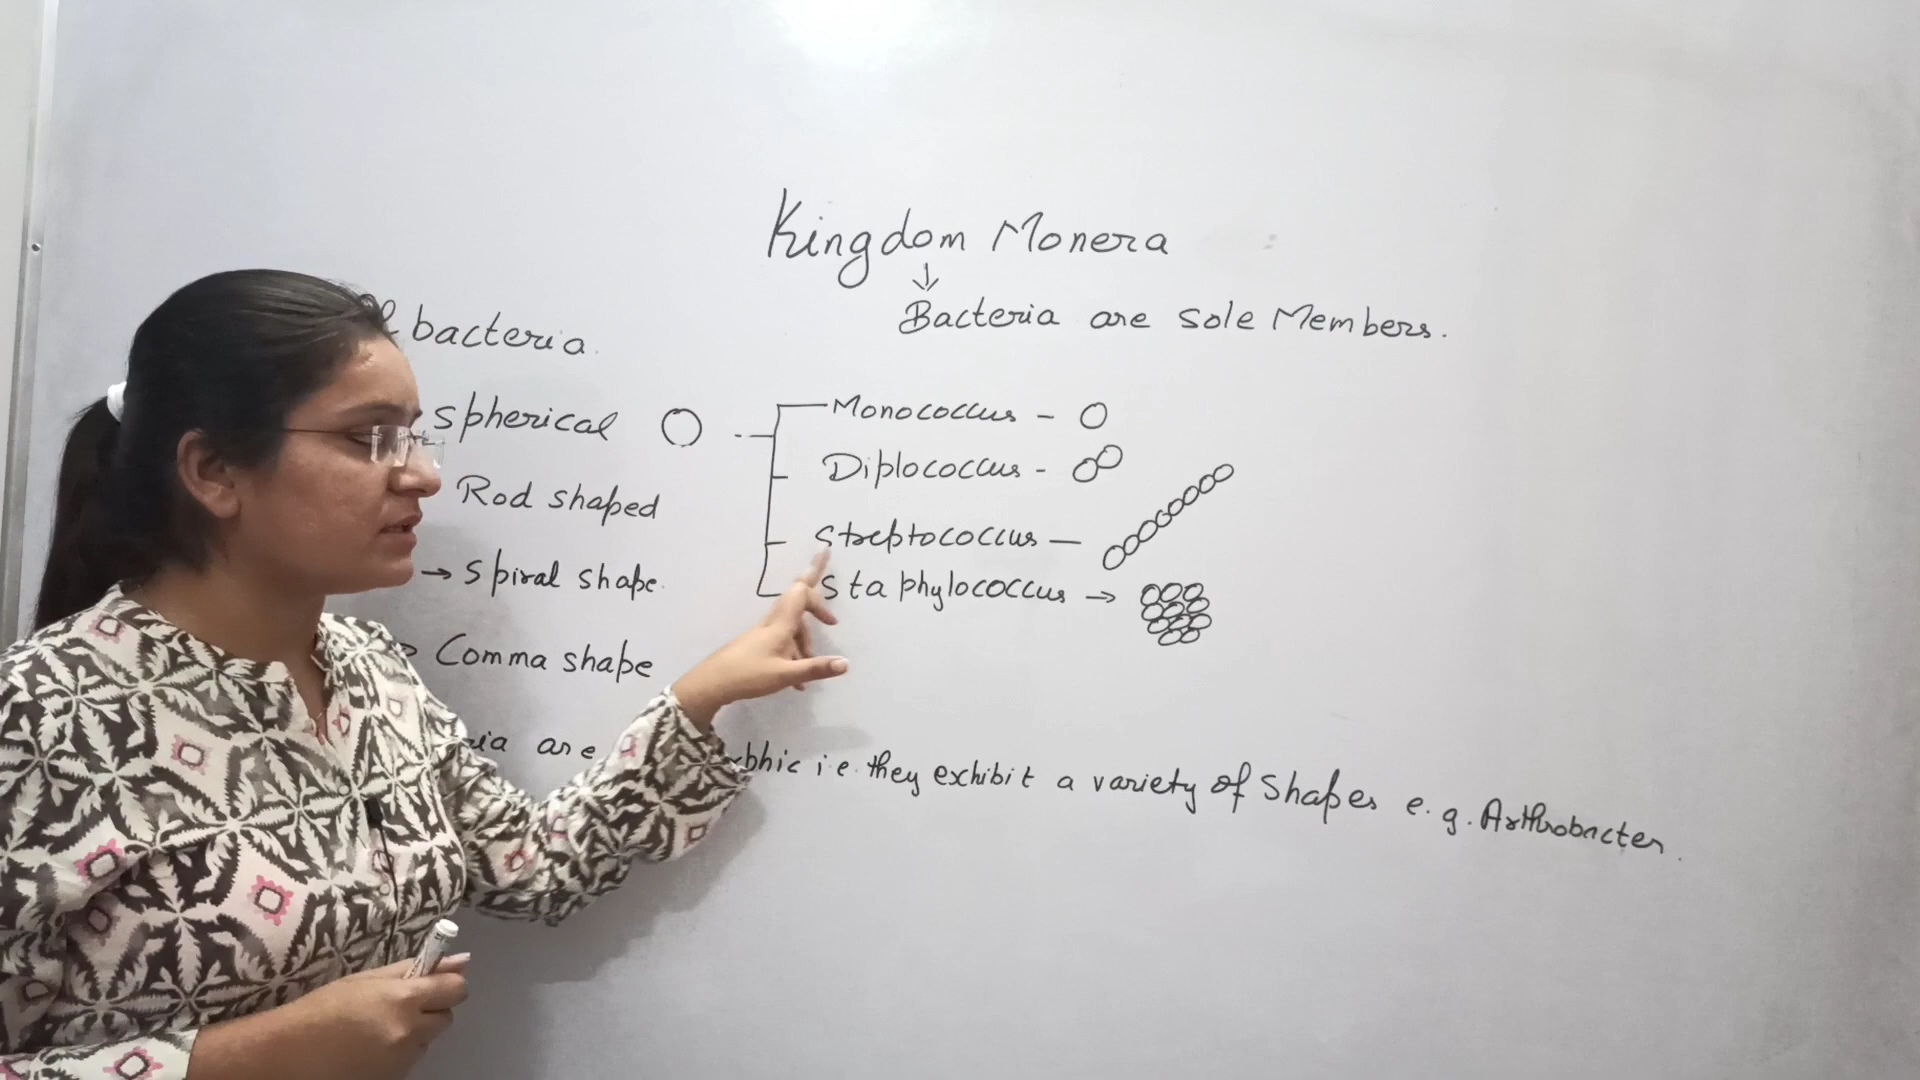 Kingdom Monera
↓
Bacteria are sole Members.
bacteria.
spherical
Monococcus -
Diplococcus -
Streptococcus —
Staphylococcus →
Rod shaped
→ Spiral shape.
Comma shape
are i.e. they exhibit a variety of Shapes e.g. Arthrobacter.